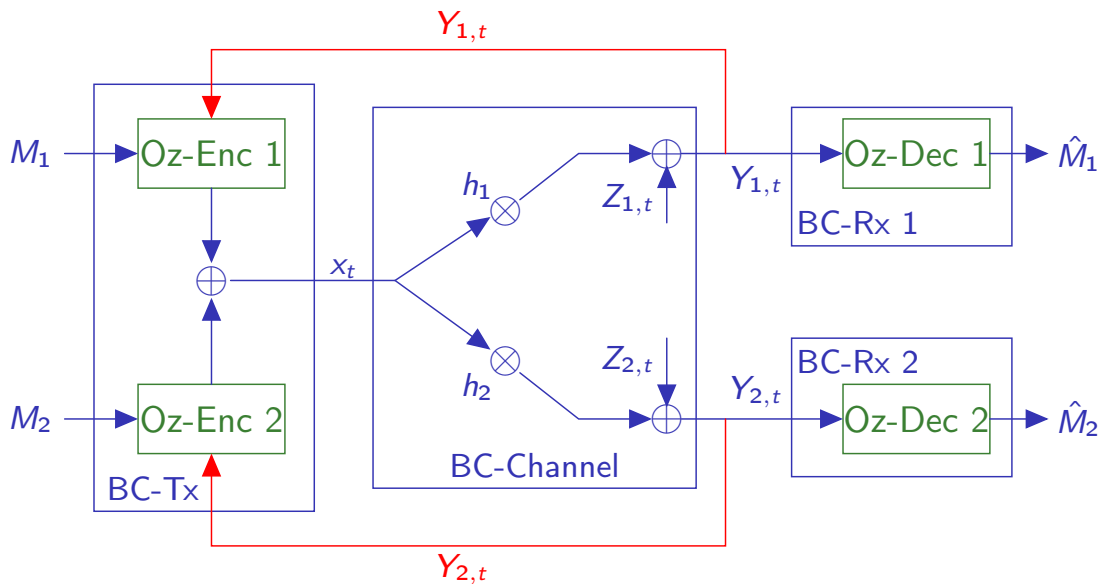 Y₁,ₜ
M₁
Oz-Enc 1
h₁
Z₁,ₜ
Y₁,ₜ
Oz-Dec 1
M̂₁
BC-Rx 1
xₜ
h₂
Z₂,ₜ
Y₂,ₜ
BC-Rx 2
M₂
Oz-Enc 2
Oz-Dec 2
M̂₂
BC-Tx
BC-Channel
Y₂,ₜ